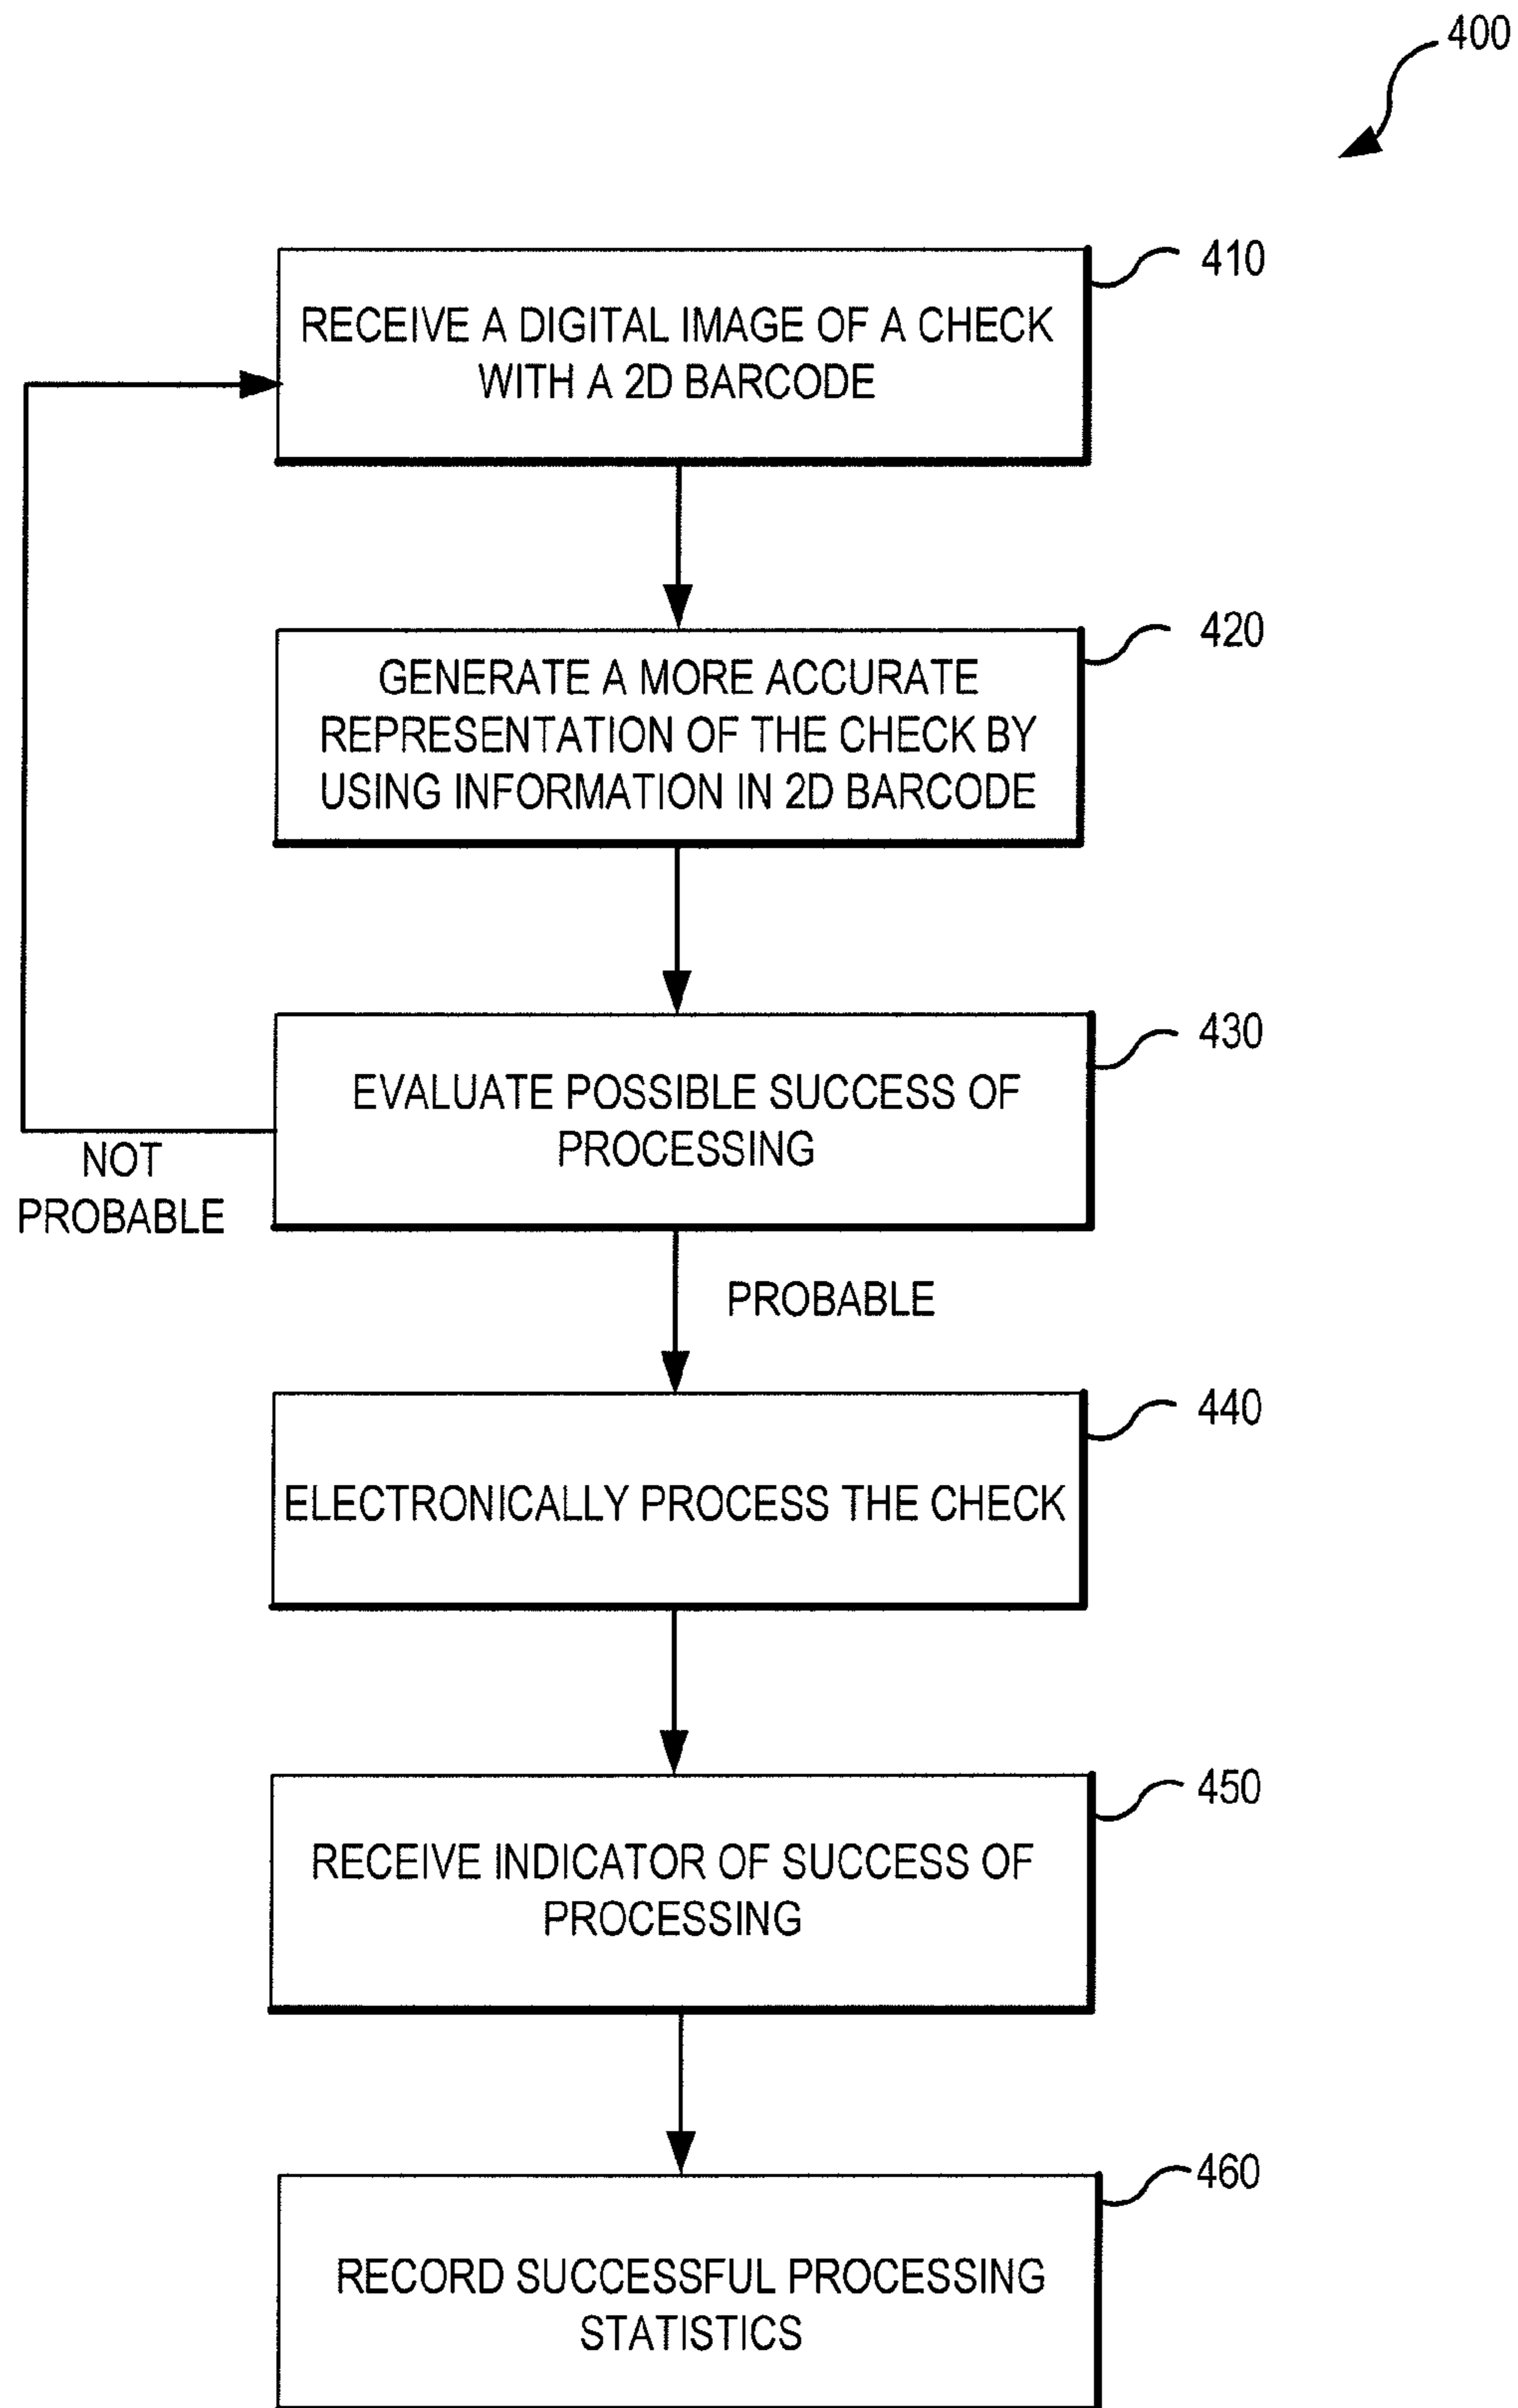 400
410
RECEIVE A DIGITAL IMAGE OF A CHECK
WITH A 2D BARCODE
420
GENERATE A MORE ACCURATE
REPRESENTATION OF THE CHECK BY
USING INFORMATION IN 2D BARCODE
430
EVALUATE POSSIBLE SUCCESS OF
PROCESSING
NOT
PROBABLE
PROBABLE
440
ELECTRONICALLY PROCESS THE CHECK
450
RECEIVE INDICATOR OF SUCCESS OF
PROCESSING
460
RECORD SUCCESSFUL PROCESSING
STATISTICS